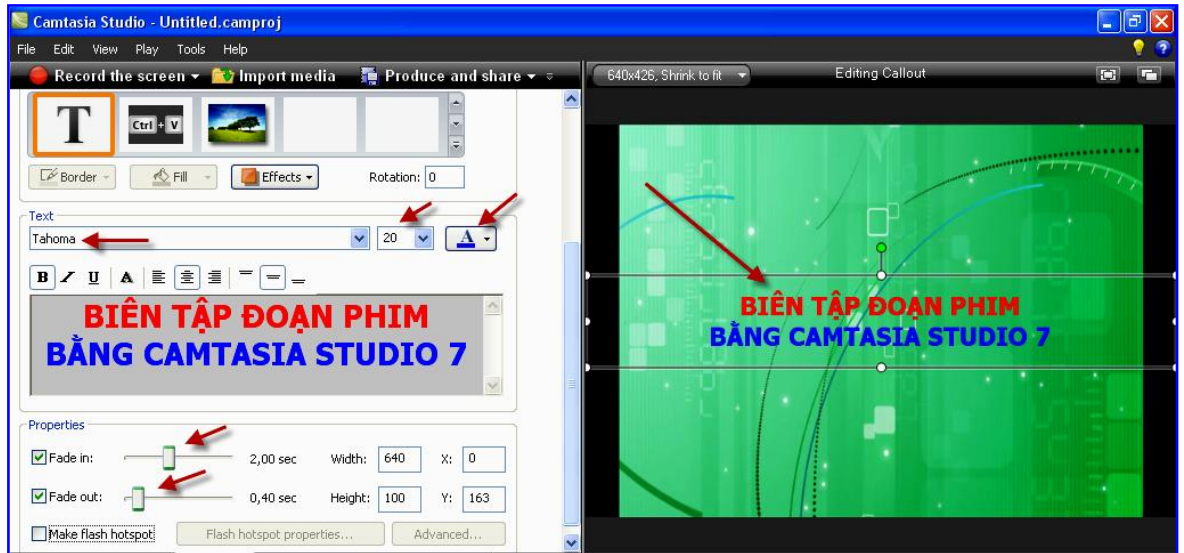 Camtasia Studio - Untitled.camproj
File Edit View Play Tools Help
Record the screen Import media Produce and share
640x426, Shrink to fit Editing Callout
T Ctrl + V
Border Fill Effects Rotation: 0
Text
Tahoma 20 A
B I U A
BIÊN TẬP ĐOẠN PHIM
BẰNG CAMTASIA STUDIO 7
Properties
Fade in: 2,00 sec Width: 640 X: 0
Fade out: 0,40 sec Height: 100 Y: 163
Make flash hotspot Flash hotspot properties... Advanced...
BIÊN TẬP ĐOẠN PHIM
BẰNG CAMTASIA STUDIO 7